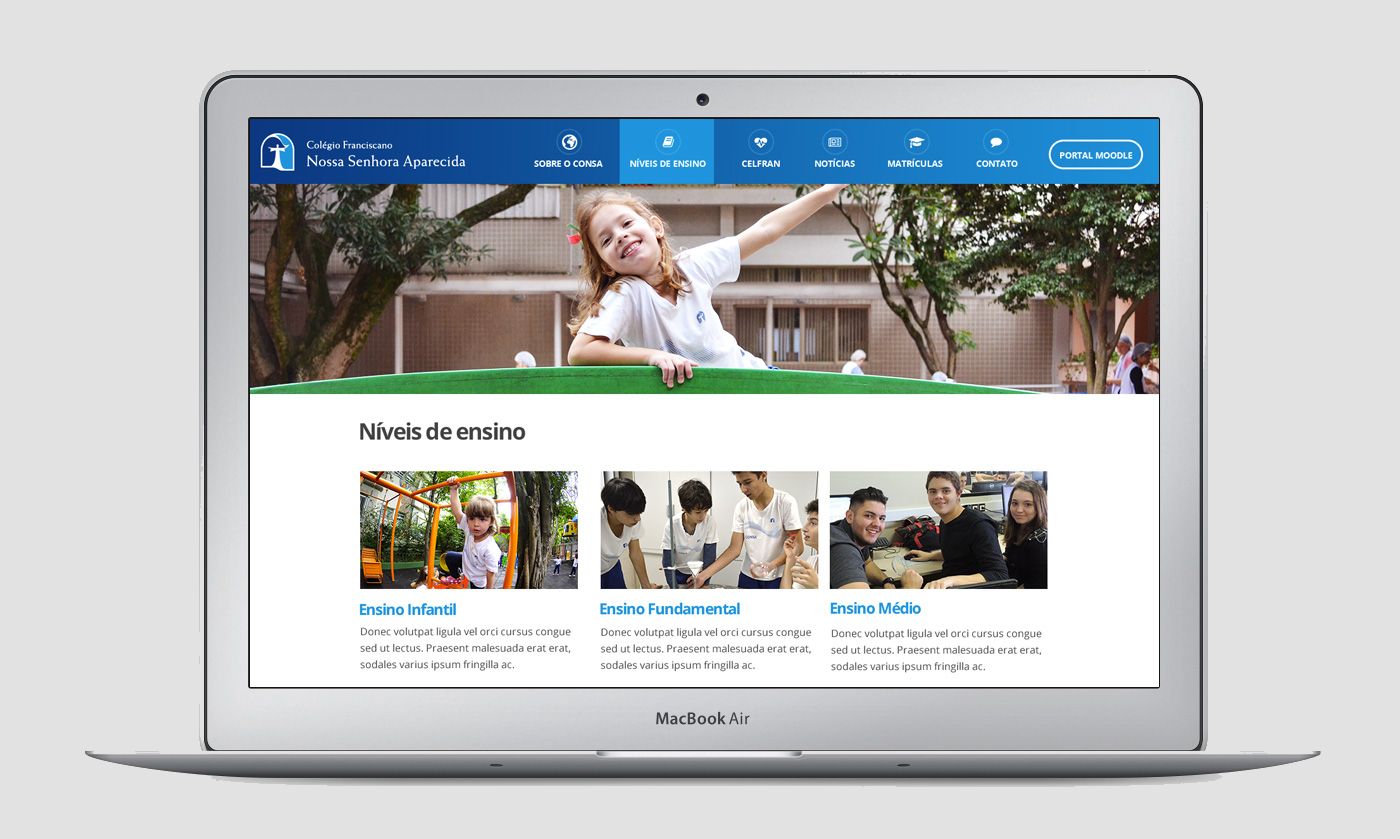 Colégio Franciscano
Nossa Senhora Aparecida
SOBRE O CONSA
NÍVEIS DE ENSINO
CELFRAN
NOTÍCIAS
MATRÍCULAS
CONTATO
PORTAL MOODLE
Níveis de ensino
Ensino Infantil
Donec volutpat ligula vel orci cursus congue
sed ut lectus. Praesent malesuada erat erat,
sodales varius ipsum fringilla ac.
Ensino Fundamental
Donec volutpat ligula vel orci cursus congue
sed ut lectus. Praesent malesuada erat erat,
sodales varius ipsum fringilla ac.
Ensino Médio
Donec volutpat ligula vel orci cursus congue
sed ut lectus. Praesent malesuada erat erat,
sodales varius ipsum fringilla ac.
MacBook Air